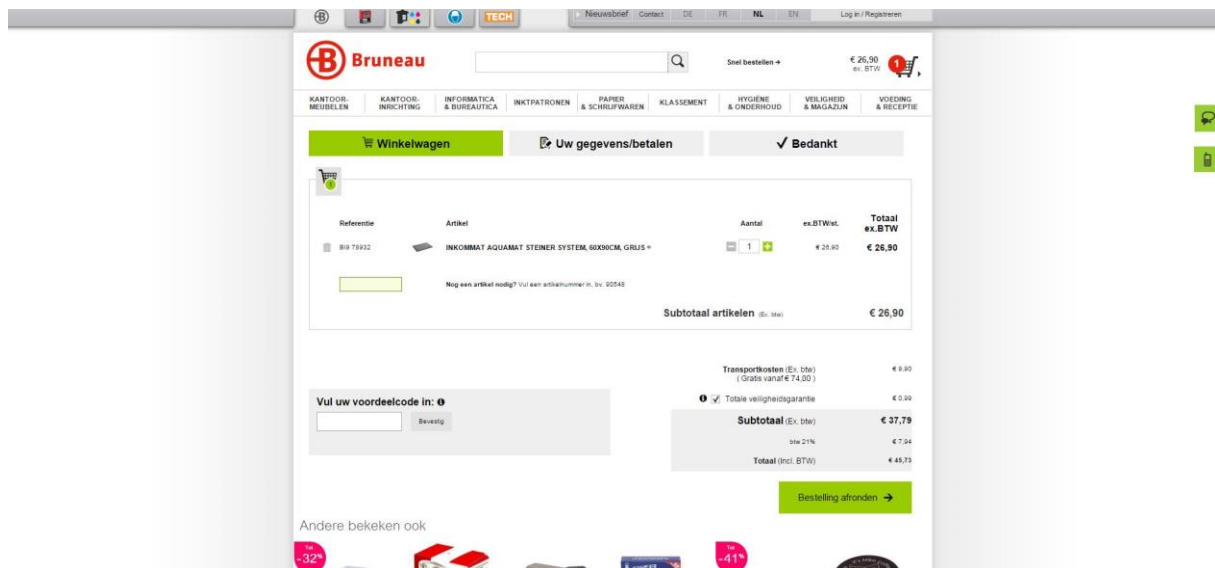 TECH
Nieuwsbrief Contact DE FR NL EN Log in / Registreren
B Bruneau
Snel bestellen
€ 26,90
ex. BTW
1
KANTOOR-
MEUBELEN
KANTOOR-
INRICHTING
INFORMATICA
& BUREAUTICA
INKTPATRONEN
PAPIER
& SCHRIJFWAREN
KLASSEMENT
HYGIËNE
& ONDERHOUD
VEILIGHEID
& MAGAZIJN
VOEDING
& RECEPTIE
Winkelwagen
Uw gegevens/betalen
Bedankt
1
Referentie Artikel Aantal ex.BTW/st. Totaal
ex.BTW
BI9 78932 INKOMMAT AQUAMAT STEINER SYSTEM, 60X90CM, GRIJS 1 € 26,90 € 26,90
Nog een artikel nodig? Vul een artikelnummer in, bv. 90548
Subtotaal artikelen (Ex. btw) € 26,90
Transportkosten (Ex. btw) € 9,90
( Gratis vanaf € 74,00 )
Totale veiligheidsgarantie € 0,99
Vul uw voordeelcode in:
Bevestig
Subtotaal (Ex. btw) € 37,79
btw 21% € 7,94
Totaal (Incl. BTW) € 45,73
Bestelling afronden
Andere bekeken ook
Tot
-32%
Tot
-41%